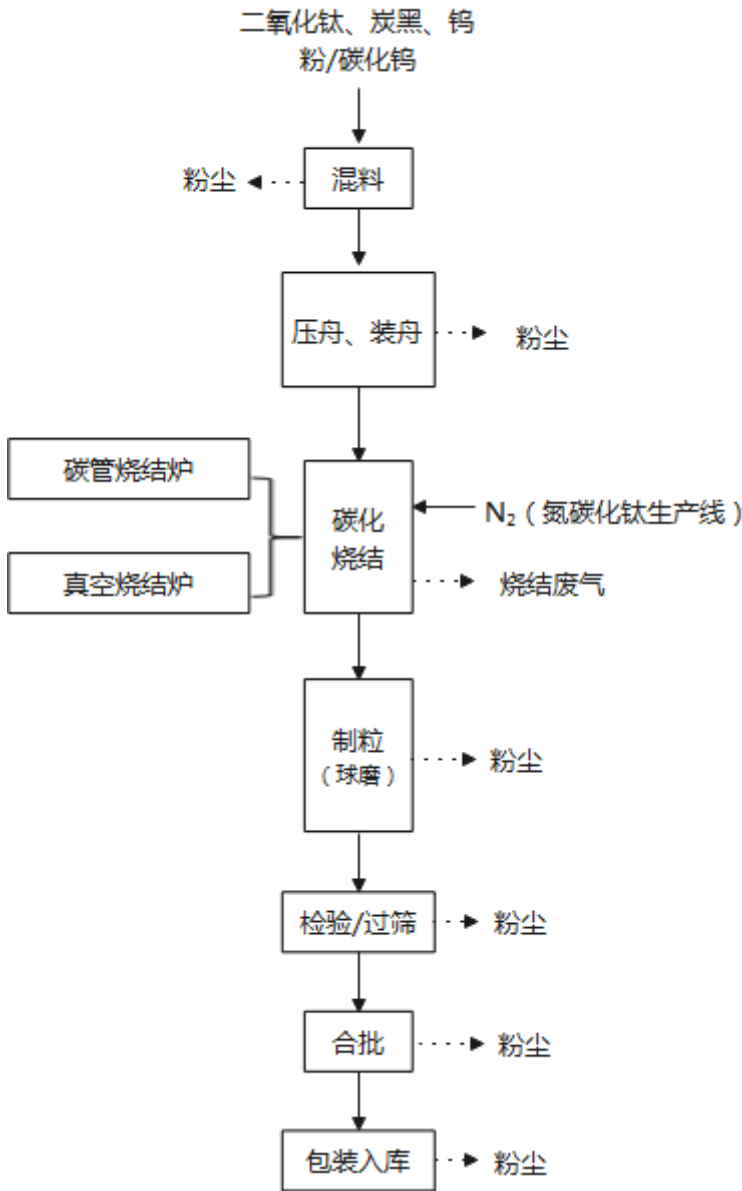 二氧化钛、炭黑、钨
粉/碳化钨
粉尘
混料
压舟、装舟
粉尘
碳管烧结炉
真空烧结炉
碳化
烧结
N₂（氮碳化钛生产线）
烧结废气
制粒
（球磨）
粉尘
检验/过筛
粉尘
合批
粉尘
包装入库
粉尘